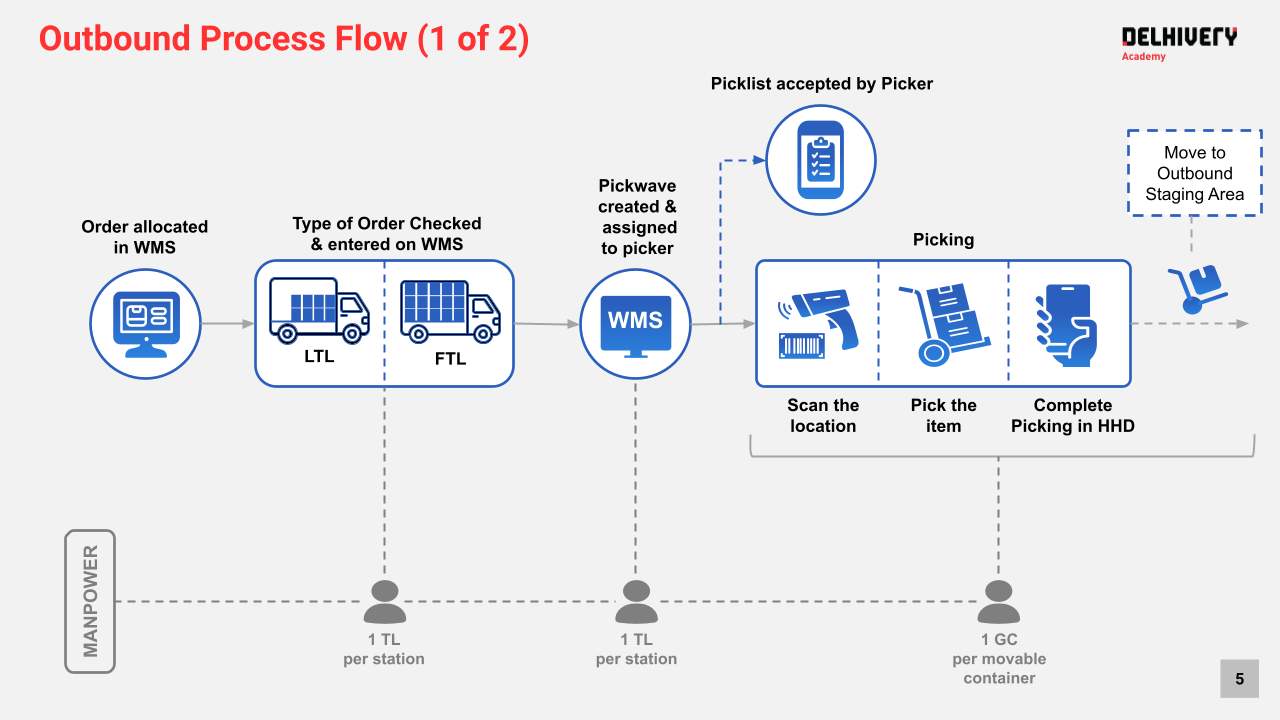 Outbound Process Flow (1 of 2)
DELHIVERY
Academy
Picklist accepted by Picker
Move to
Outbound
Staging Area
Pickwave
created &
assigned
to picker
Order allocated
in WMS
Type of Order Checked
& entered on WMS
Picking
LTL
FTL
WMS
Scan the
location
Pick the
item
Complete
Picking in HHD
MANPOWER
1 TL
per station
1 TL
per station
1 GC
per movable
container
5